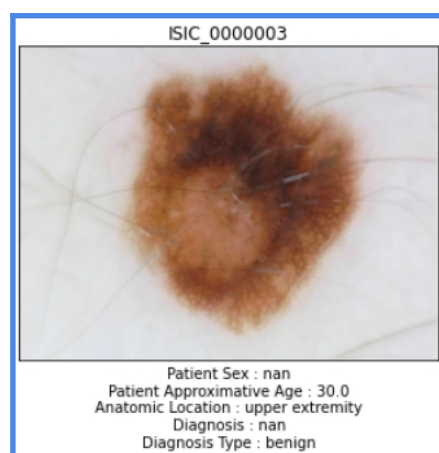 ISIC_0000003
Patient Sex : nan
Patient Approximative Age : 30.0
Anatomic Location : upper extremity
Diagnosis : nan
Diagnosis Type : benign